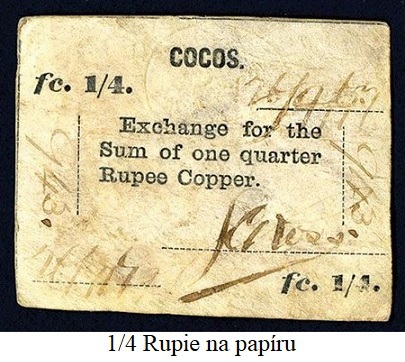 COCOS.
fc. 1/4.
Exchange for the
Sum of one quarter
Rupee Copper.
fc. 1/4.
1/4 Rupie na papíru